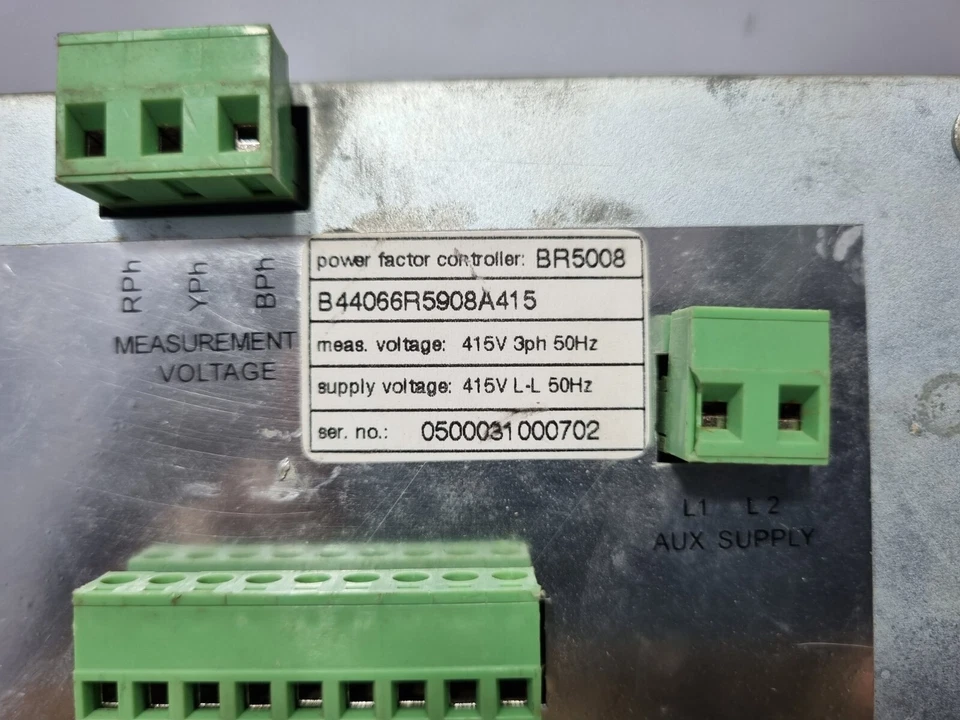 RPh
YPh
BPh
MEASUREMENT
VOLTAGE
power factor controller: BR5008
B44066R5908A415
meas. voltage: 415V 3ph 50Hz
supply voltage: 415V L-L 50Hz
ser. no.: 0500031000702
L1 L2
AUX SUPPLY